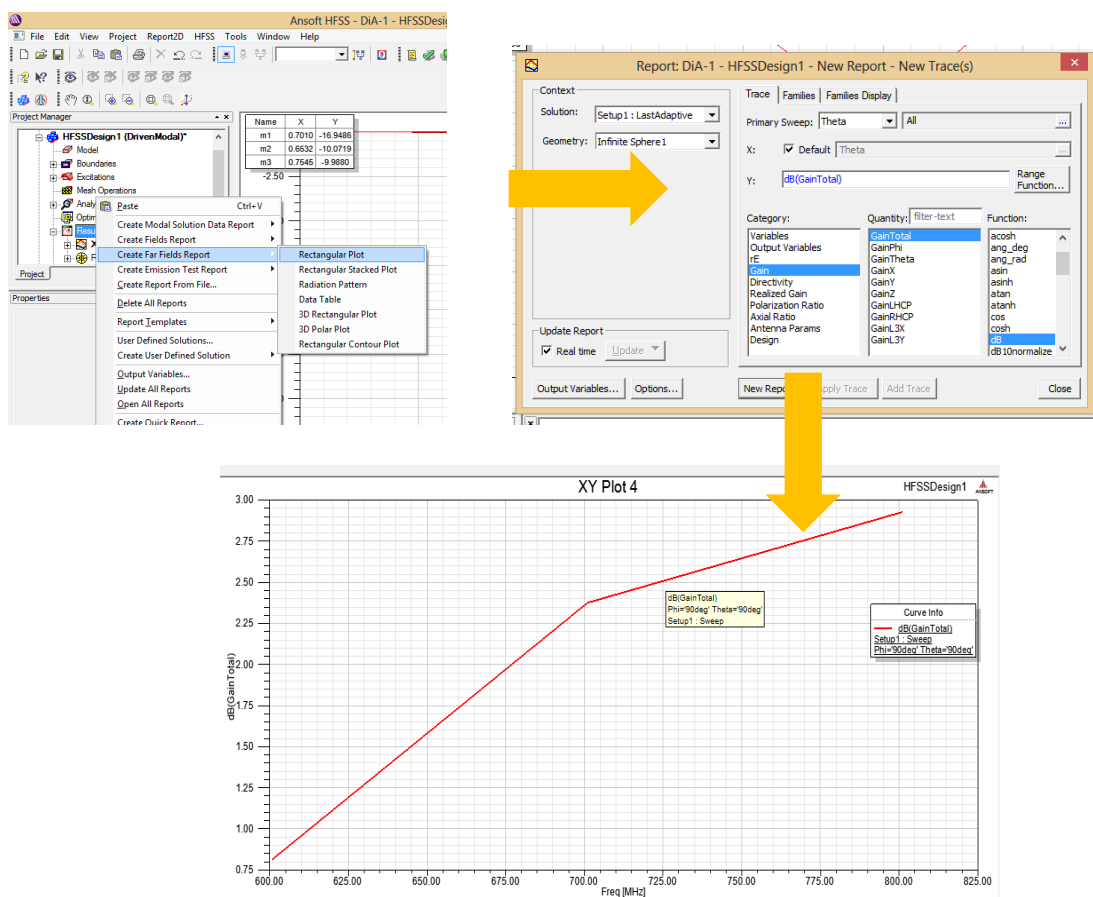 Ansoft HFSS - DiA-1 - HFSSDesi
File Edit View Project Report2D HFSS Tools Window Help
Project Manager
HFSSDesign1 (DrivenModal)*
Model
Boundaries
Excitations
Mesh Operations
Analy
Optim
Resu
X
Project
Properties
Paste Ctrl+V
Create Modal Solution Data Report
Create Fields Report
Create Far Fields Report
Create Emission Test Report
Create Report From File...
Delete All Reports
Report Templates
User Defined Solutions...
Create User Defined Solution
Output Variables...
Update All Reports
Open All Reports
Create Quick Report...
Rectangular Plot
Rectangular Stacked Plot
Radiation Pattern
Data Table
3D Rectangular Plot
3D Polar Plot
Rectangular Contour Plot
Name X Y
m1 0.7010 -16.9486
m2 0.6532 -10.0719
m3 0.7545 -9.9880
-2.50
Report: DiA-1 - HFSSDesign1 - New Report - New Trace(s)
Context
Solution: Setup1 : LastAdaptive
Geometry: Infinite Sphere1
Update Report
Real time Update
Output Variables... Options...
Trace Families Families Display
Primary Sweep: Theta All ...
X: Default Theta ...
Y: dB(GainTotal) Range Function...
Category: Quantity: filter-text Function:
Variables
Output Variables
rE
Gain
Directivity
Realized Gain
Polarization Ratio
Axial Ratio
Antenna Params
Design
GainTotal
GainPhi
GainTheta
GainX
GainY
GainZ
GainLHCP
GainRHCP
GainL3X
GainL3Y
acosh
ang_deg
ang_rad
asin
asinh
atan
atanh
cos
cosh
dB
dB10normalize
New Repo pply Trace Add Trace Close
XY Plot 4
HFSSDesign1
ANSOFT
3.00
2.75
2.50
2.25
2.00
1.75
1.50
1.25
1.00
0.75
dB(GainTotal)
dB(GainTotal)
Phi='90deg' Theta='90deg'
Setup1 : Sweep
Curve Info
dB(GainTotal)
Setup1 : Sweep
Phi='90deg' Theta='90deg'
600.00 625.00 650.00 675.00 700.00 725.00 750.00 775.00 800.00 825.00
Freq [MHz]